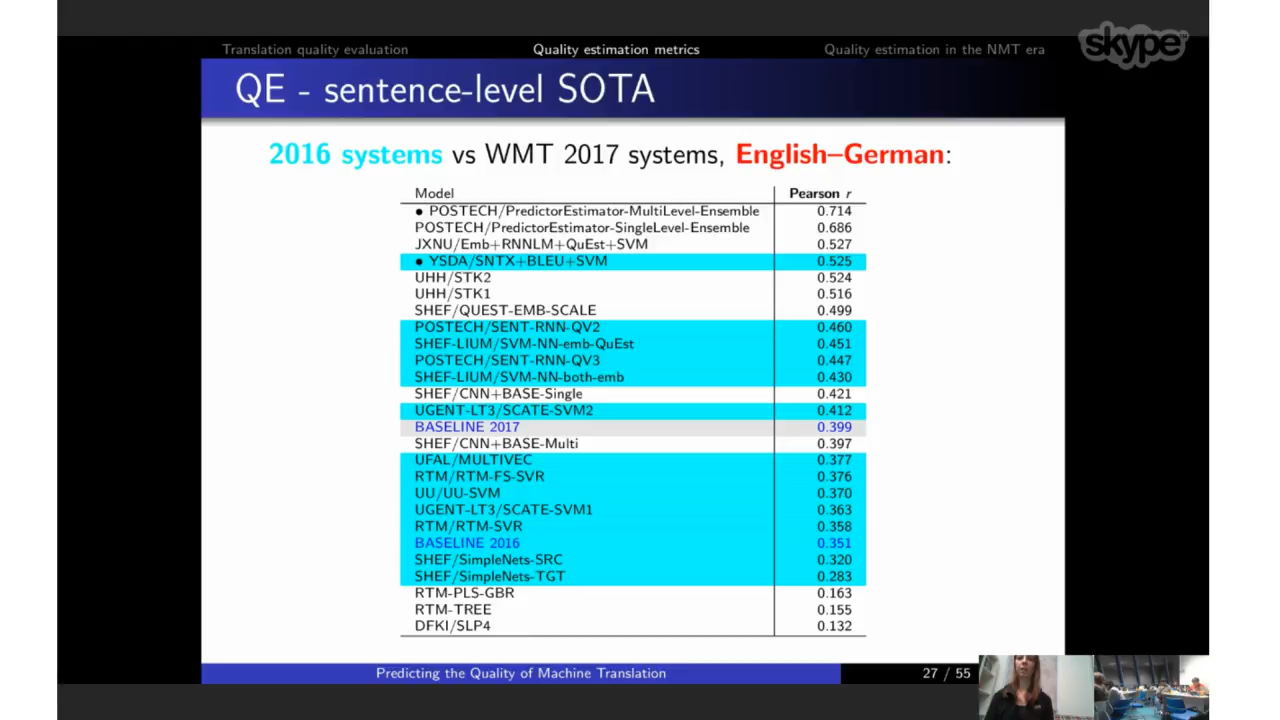 skype
Translation quality evaluation Quality estimation metrics Quality estimation in the NMT era
QE - sentence-level SOTA
2016 systems vs WMT 2017 systems, English–German:
Model Pearson r
• POSTECH/PredictorEstimator-MultiLevel-Ensemble 0.714
POSTECH/PredictorEstimator-SingleLevel-Ensemble 0.686
JXNU/Emb+RNNLM+QuEst+SVM 0.527
• YSDA/SNTX+BLEU+SVM 0.525
UHH/STK2 0.524
UHH/STK1 0.516
SHEF/QUEST-EMB-SCALE 0.499
POSTECH/SENT-RNN-QV2 0.460
SHEF-LIUM/SVM-NN-emb-QuEst 0.451
POSTECH/SENT-RNN-QV3 0.447
SHEF-LIUM/SVM-NN-both-emb 0.430
SHEF/CNN+BASE-Single 0.421
UGENT-LT3/SCATE-SVM2 0.412
BASELINE 2017 0.399
SHEF/CNN+BASE-Multi 0.397
UFAL/MULTIVEC 0.377
RTM/RTM-FS-SVR 0.376
UU/UU-SVM 0.370
UGENT-LT3/SCATE-SVM1 0.363
RTM/RTM-SVR 0.358
BASELINE 2016 0.351
SHEF/SimpleNets-SRC 0.320
SHEF/SimpleNets-TGT 0.283
RTM-PLS-GBR 0.163
RTM-TREE 0.155
DFKI/SLP4 0.132
Predicting the Quality of Machine Translation 27 / 55